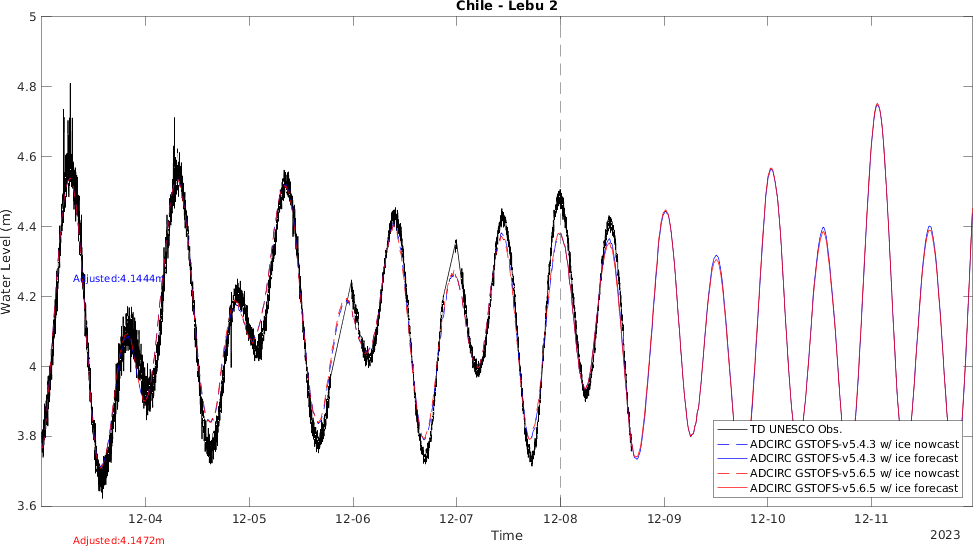 Chile - Lebu 2
5
4.8
4.6
4.4
4.2
4
3.8
3.6
Water Level (m)
Adjusted:4.1444m
TD UNESCO Obs.
ADCIRC GSTOFS-v5.4.3 w/ ice nowcast
ADCIRC GSTOFS-v5.4.3 w/ ice forecast
ADCIRC GSTOFS-v5.6.5 w/ ice nowcast
ADCIRC GSTOFS-v5.6.5 w/ ice forecast
12-04 12-05 12-06 12-07 12-08 12-09 12-10 12-11
Time
2023
Adjusted:4.1472m